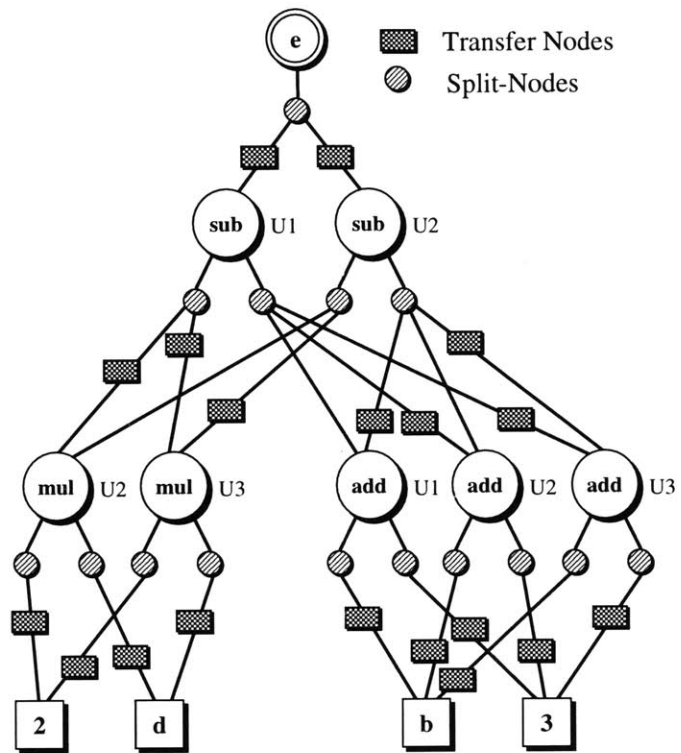 e
Transfer Nodes
Split-Nodes
sub U1 sub U2
mul U2 mul U3 add U1 add U2 add U3
2 d b 3